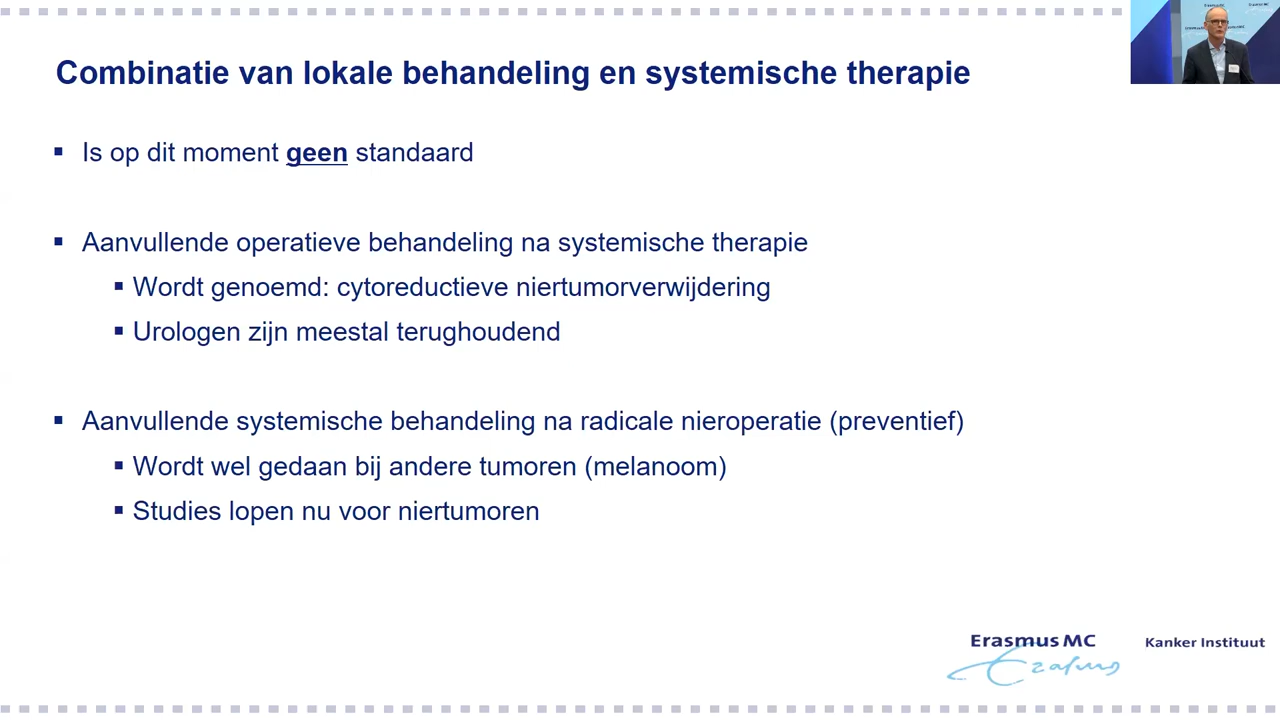 Combinatie van lokale behandeling en systemische therapie
Is op dit moment geen standaard
Aanvullende operatieve behandeling na systemische therapie
Wordt genoemd: cytoreductieve niertumorverwijdering
Urologen zijn meestal terughoudend
Aanvullende systemische behandeling na radicale nieroperatie (preventief)
Wordt wel gedaan bij andere tumoren (melanoom)
Studies lopen nu voor niertumoren
Erasmus MC
Kanker Instituut
Erasmus